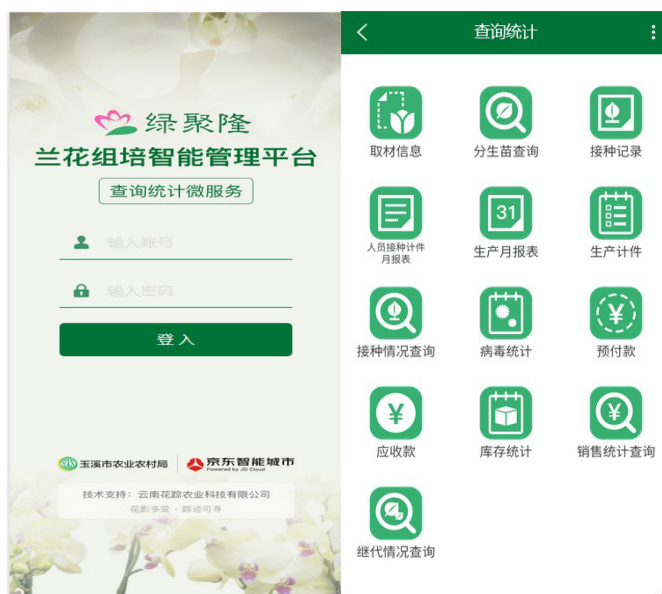 绿聚隆
兰花组培智能管理平台
查询统计微服务
输入账号
输入密码
登入
玉溪市农业农村局
京东智能城市
Powered by JD Cloud
技术支持：云南花踪农业科技有限公司
花影多变·踪迹可寻
查询统计
取材信息
分生苗查询
接种记录
人员接种计件
月报表
31
生产月报表
生产计件
接种情况查询
病毒统计
¥
预付款
¥
应收款
库存统计
¥
销售统计查询
继代情况查询